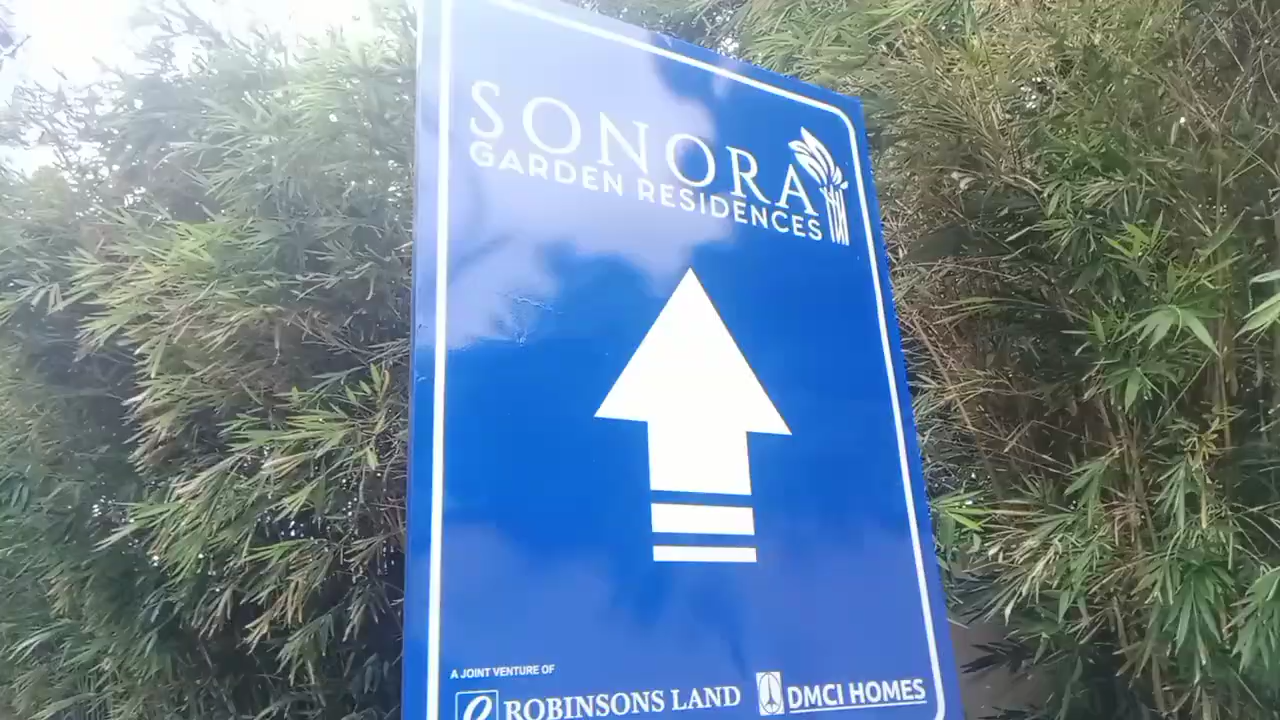 SONORA
GARDEN RESIDENCES
A JOINT VENTURE OF
ROBINSONS LAND DMCI HOMES